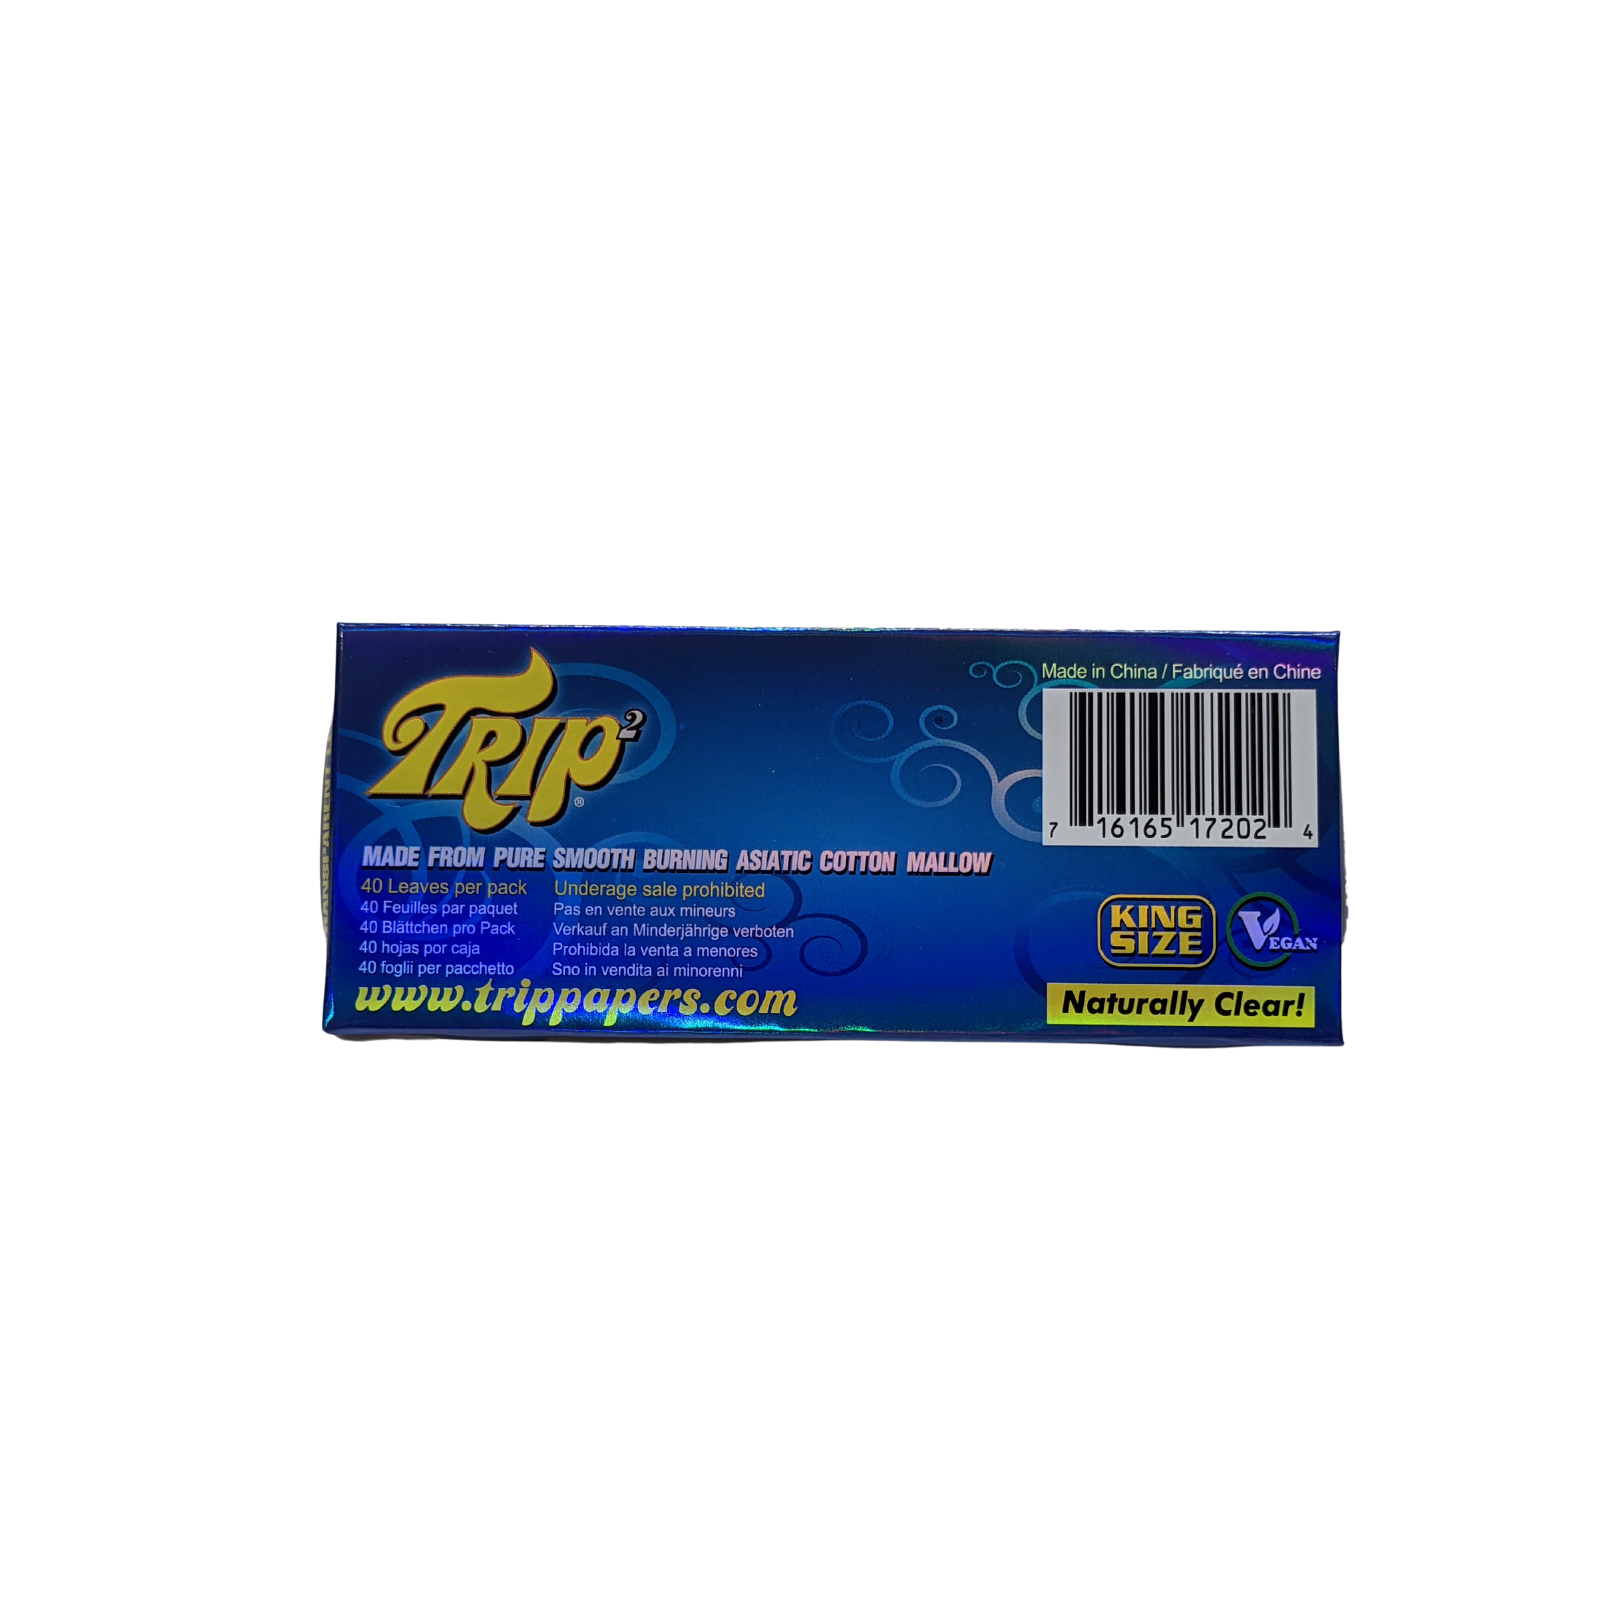 TRIP²
®
MADE FROM PURE SMOOTH BURNING ASIATIC COTTON MALLOW
40 Leaves per pack Underage sale prohibited
40 Feuilles par paquet Pas en vente aux mineurs
40 Blättchen pro Pack Verkauf an Minderjährige verboten
40 hojas por caja Prohibida la venta a menores
40 foglii per pacchetto Sno in vendita ai minorenni
www.trippapers.com
Made in China / Fabriqué en Chine
7 16165 17202 4
KING
SIZE
VEGAN
Naturally Clear!